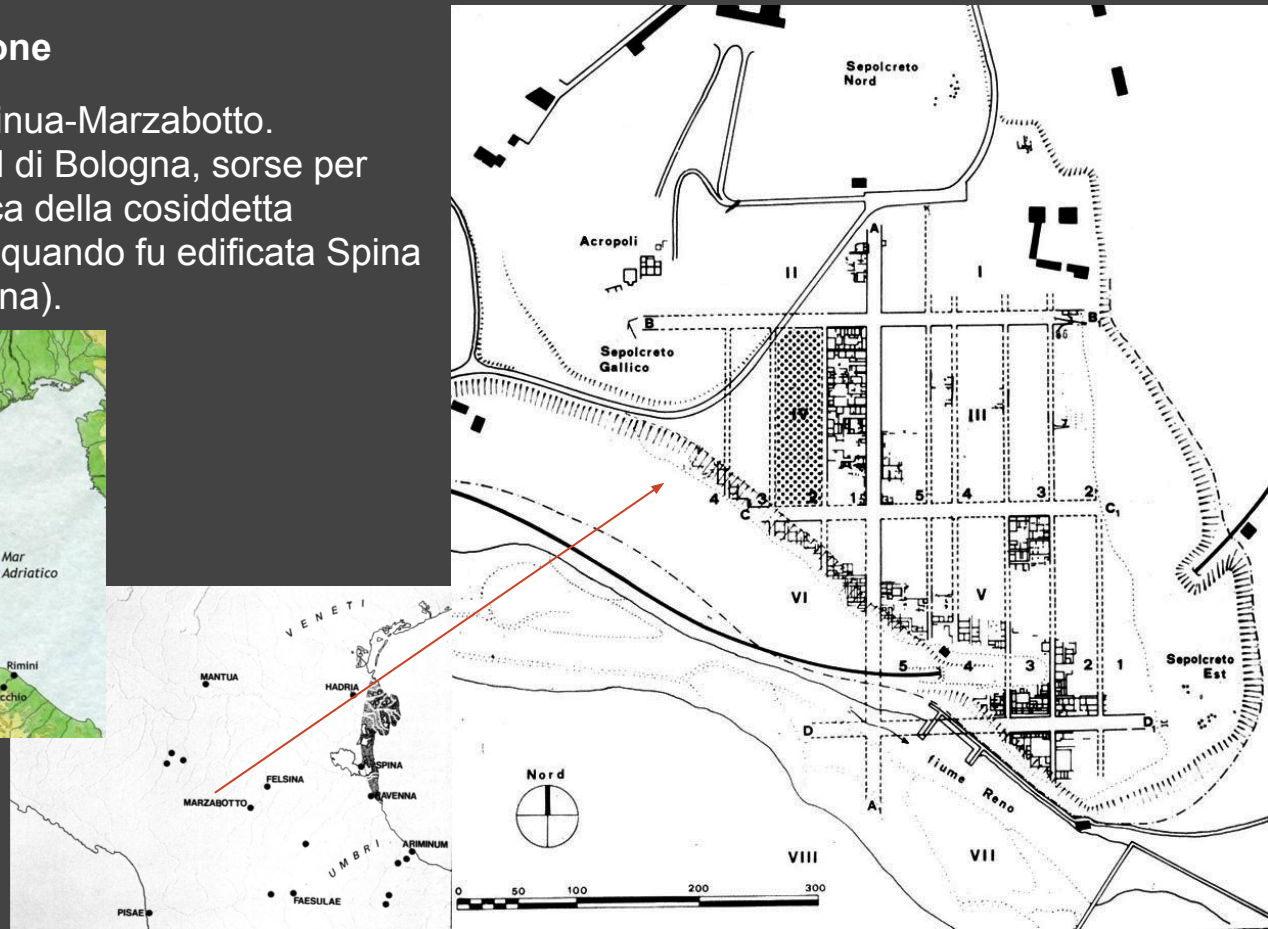 one
inua-Marzabotto.
di Bologna, sorse per
ca della cosiddetta
quando fu edificata Spina
na).
Mar
Adriatico
Rimini
cchio
VENETI
MANTUA
HADRIA
SPINA
FELSINA
MARZABOTTO
RAVENNA
UMBRI
ARIMINUM
FAESULAE
PISAE
Sepolcreto
Nord
Acropoli
A
II
I
B
B
Sepolcreto
Gallico
IV
III
4 3 2 1 5 4 3 2
C
C1
VI
V
5 4 3 2 1
Sepolcreto
Est
D
D1
fiume Reno
Nord
A1
VIII
VII
0 50 100 200 300